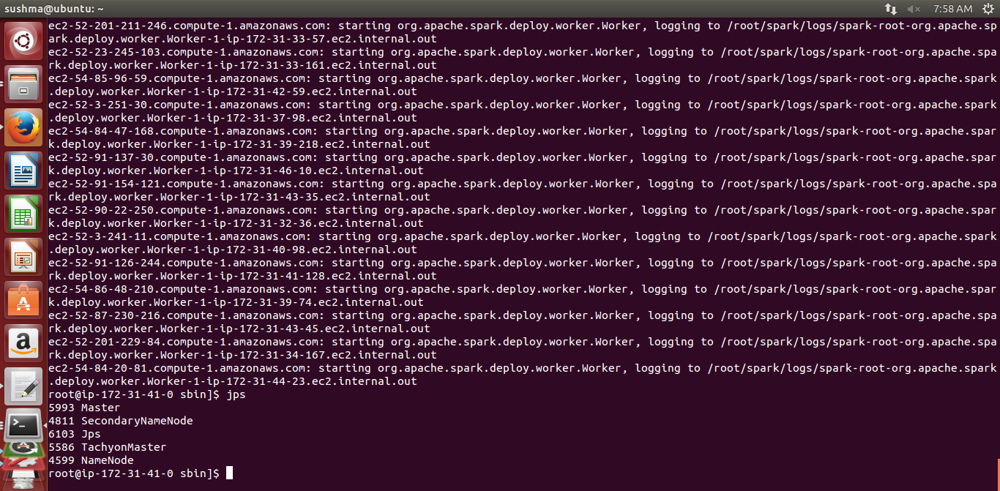 sushma@ubuntu: ~
7:58 AM
ec2-52-201-211-246.compute-1.amazonaws.com: starting org.apache.spark.deploy.worker.Worker, logging to /root/spark/logs/spark-root-org.apache.sp
ark.deploy.worker.Worker-1-ip-172-31-33-57.ec2.internal.out
ec2-52-23-245-103.compute-1.amazonaws.com: starting org.apache.spark.deploy.worker.Worker, logging to /root/spark/logs/spark-root-org.apache.spa
rk.deploy.worker.Worker-1-ip-172-31-33-161.ec2.internal.out
ec2-54-85-96-59.compute-1.amazonaws.com: starting org.apache.spark.deploy.worker.Worker, logging to /root/spark/logs/spark-root-org.apache.spark
.deploy.worker.Worker-1-ip-172-31-42-59.ec2.internal.out
ec2-52-3-251-30.compute-1.amazonaws.com: starting org.apache.spark.deploy.worker.Worker, logging to /root/spark/logs/spark-root-org.apache.spark
.deploy.worker.Worker-1-ip-172-31-37-98.ec2.internal.out
ec2-54-84-47-168.compute-1.amazonaws.com: starting org.apache.spark.deploy.worker.Worker, logging to /root/spark/logs/spark-root-org.apache.spar
k.deploy.worker.Worker-1-ip-172-31-39-218.ec2.internal.out
ec2-52-91-137-30.compute-1.amazonaws.com: starting org.apache.spark.deploy.worker.Worker, logging to /root/spark/logs/spark-root-org.apache.spar
k.deploy.worker.Worker-1-ip-172-31-46-10.ec2.internal.out
ec2-52-91-154-121.compute-1.amazonaws.com: starting org.apache.spark.deploy.worker.Worker, logging to /root/spark/logs/spark-root-org.apache.spa
rk.deploy.worker.Worker-1-ip-172-31-43-35.ec2.internal.out
ec2-52-90-22-250.compute-1.amazonaws.com: starting org.apache.spark.deploy.worker.Worker, logging to /root/spark/logs/spark-root-org.apache.spar
k.deploy.worker.Worker-1-ip-172-31-32-36.ec2.internal.out
ec2-52-3-241-11.compute-1.amazonaws.com: starting org.apache.spark.deploy.worker.Worker, logging to /root/spark/logs/spark-root-org.apache.spark
.deploy.worker.Worker-1-ip-172-31-40-98.ec2.internal.out
ec2-52-91-126-244.compute-1.amazonaws.com: starting org.apache.spark.deploy.worker.Worker, logging to /root/spark/logs/spark-root-org.apache.spa
rk.deploy.worker.Worker-1-ip-172-31-41-128.ec2.internal.out
ec2-54-86-48-210.compute-1.amazonaws.com: starting org.apache.spark.deploy.worker.Worker, logging to /root/spark/logs/spark-root-org.apache.spar
k.deploy.worker.Worker-1-ip-172-31-39-74.ec2.internal.out
ec2-52-87-230-216.compute-1.amazonaws.com: starting org.apache.spark.deploy.worker.Worker, logging to /root/spark/logs/spark-root-org.apache.spa
rk.deploy.worker.Worker-1-ip-172-31-43-45.ec2.internal.out
ec2-52-201-229-84.compute-1.amazonaws.com: starting org.apache.spark.deploy.worker.Worker, logging to /root/spark/logs/spark-root-org.apache.spa
rk.deploy.worker.Worker-1-ip-172-31-34-167.ec2.internal.out
ec2-54-84-20-81.compute-1.amazonaws.com: starting org.apache.spark.deploy.worker.Worker, logging to /root/spark/logs/spark-root-org.apache.spark
.deploy.worker.Worker-1-ip-172-31-44-23.ec2.internal.out
root@ip-172-31-41-0 sbin]$ jps
5993 Master
4811 SecondaryNameNode
6103 Jps
5586 TachyonMaster
4599 NameNode
root@ip-172-31-41-0 sbin]$